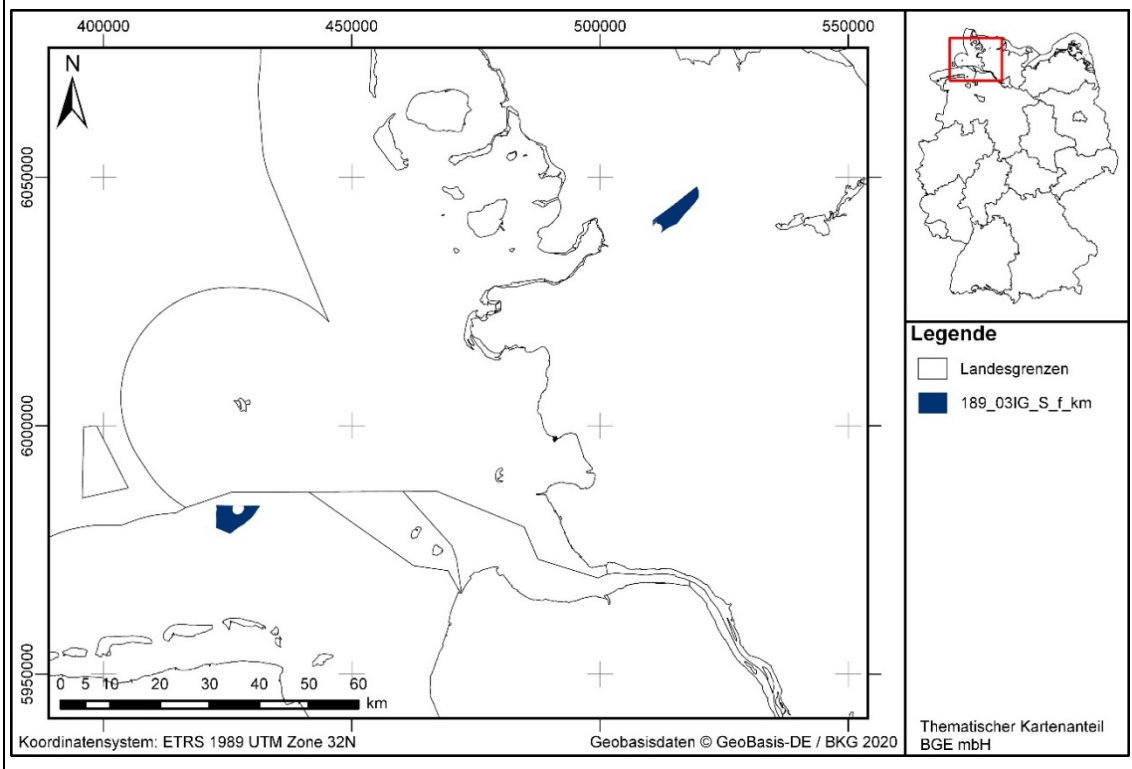 400000 450000 500000 550000
N
6050000
6000000
5950000
0 5 10 20 30 40 50 60
km
Koordinatensystem: ETRS 1989 UTM Zone 32N
Geobasisdaten © GeoBasis-DE / BKG 2020
Legende
Landesgrenzen
189_03IG_S_f_km
Thematischer Kartenanteil
BGE mbH